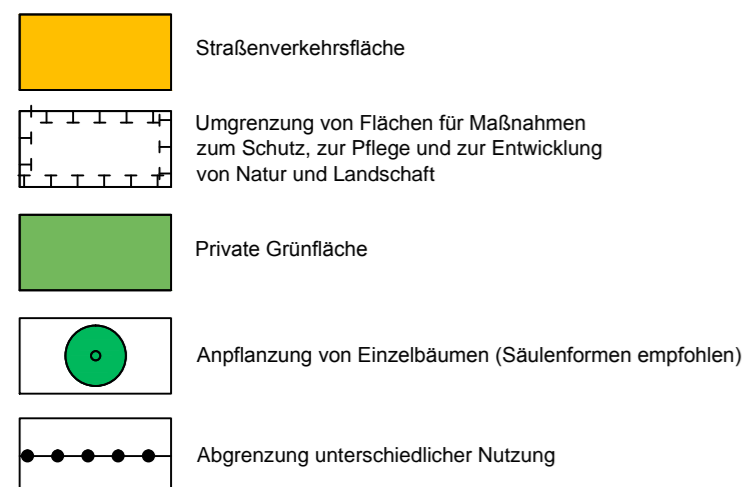 Straßenverkehrsfläche
Umgrenzung von Flächen für Maßnahmen
zum Schutz, zur Pflege und zur Entwicklung
von Natur und Landschaft
Private Grünfläche
Anpflanzung von Einzelbäumen (Säulenformen empfohlen)
Abgrenzung unterschiedlicher Nutzung